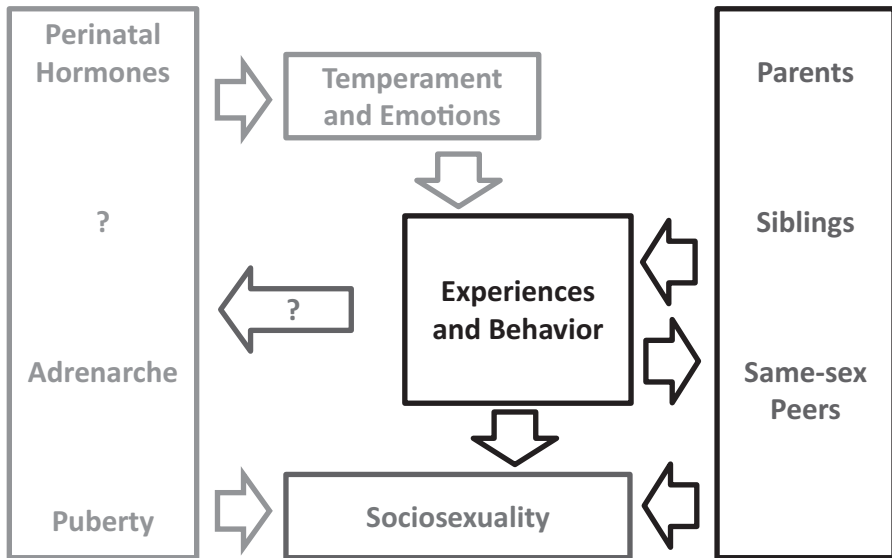 Perinatal
Hormones
?
Adrenarche
Puberty
Temperament
and Emotions
?
Experiences
and Behavior
Sociosexuality
Parents
Siblings
Same-sex
Peers